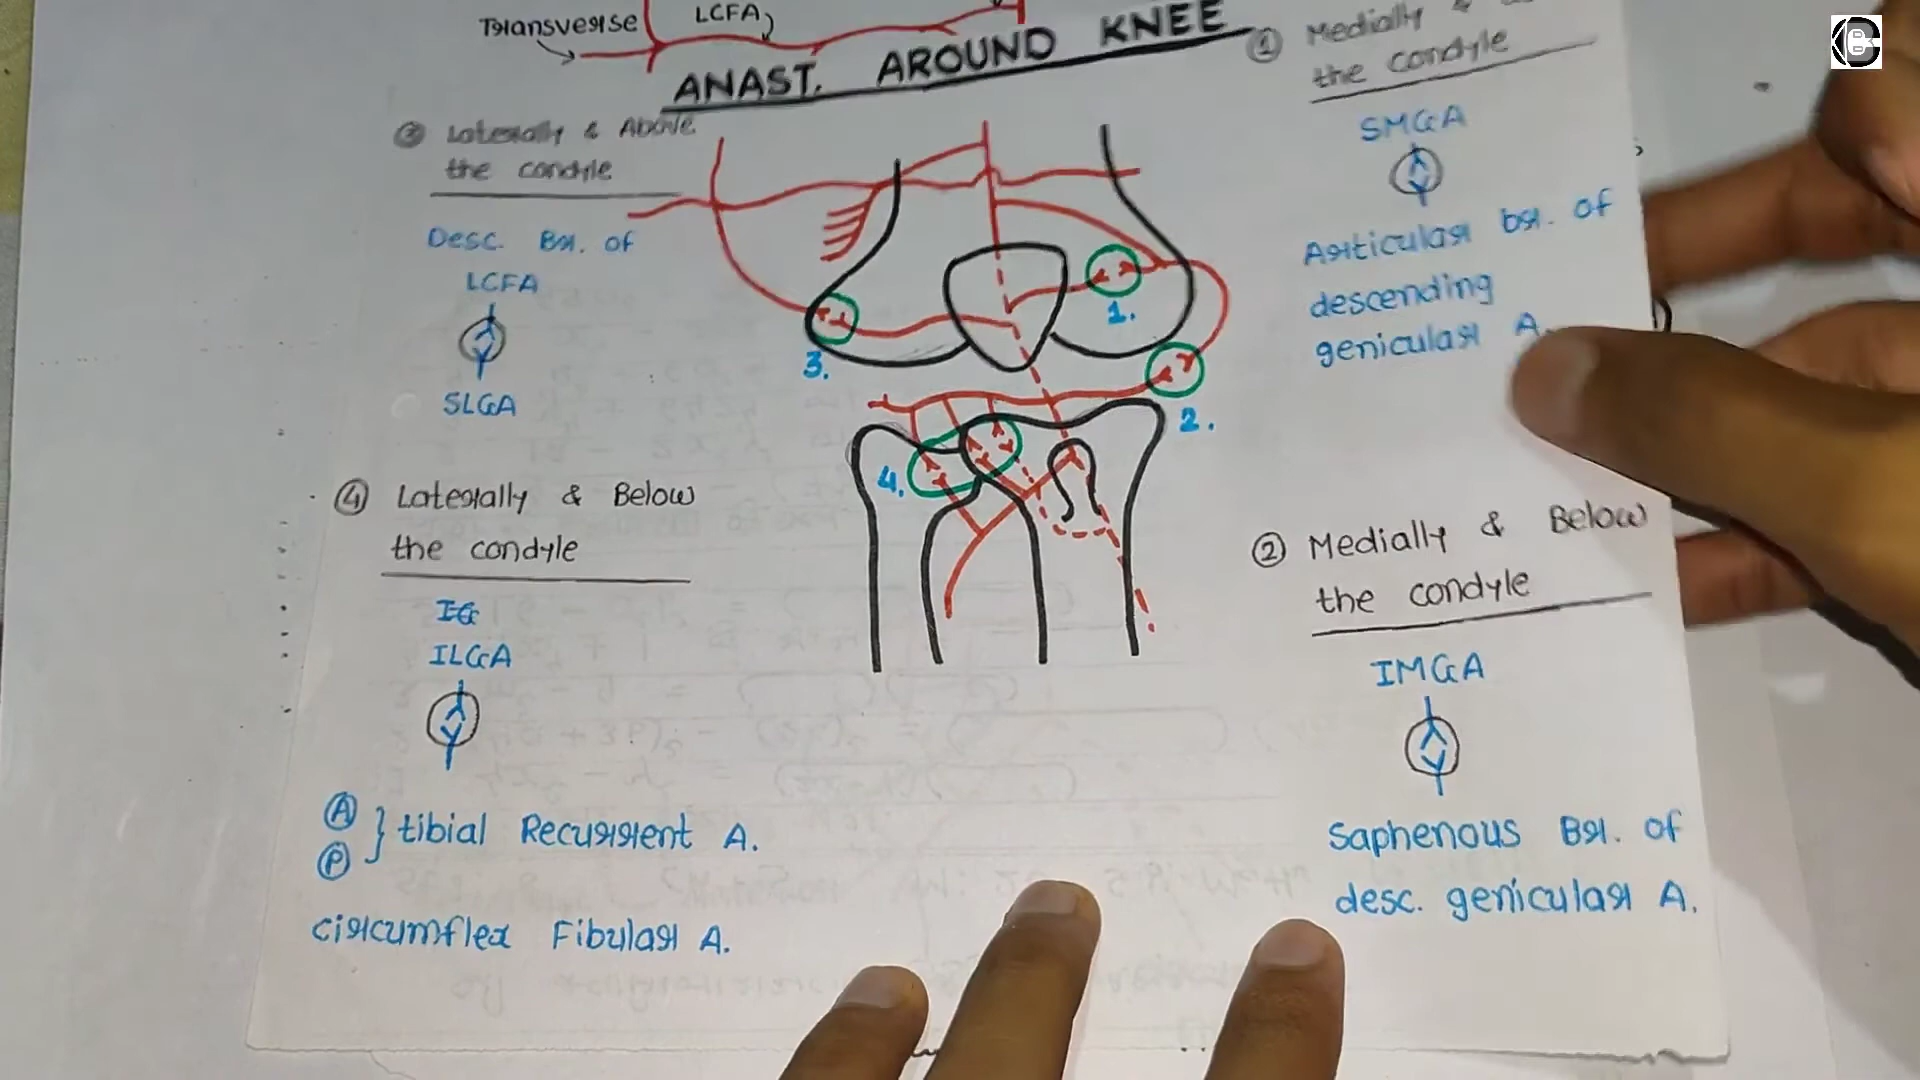 Transverse
LCFA
ANAST. AROUND KNEE
① Medially &
the condyle
SMGA
Articular br. of
descending
genicular A.
③ Laterally & Above
the condyle
Desc. Br. of
LCFA
SLGA
1.
3.
2.
4.
④ Laterally & Below
the condyle
IG
ILGA
Ⓐ
Ⓟ } tibial Recurrent A.
circumflex Fibular A.
② Medially & Below
the condyle
IMGA
Saphenous Br. of
desc. genicular A.